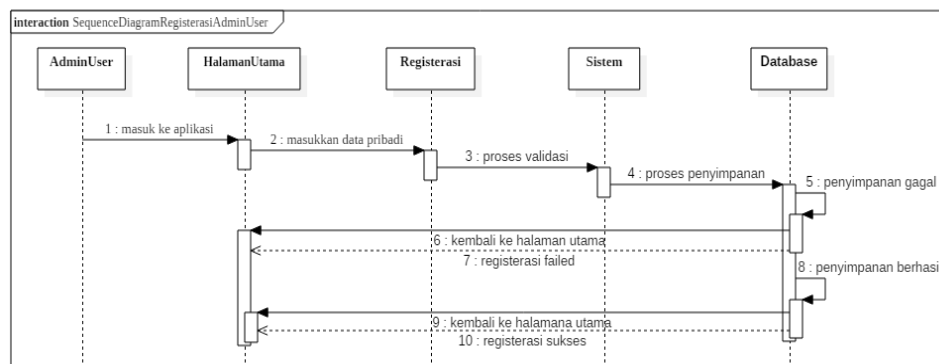 interaction SequenceDiagramRegisterasiAdminUser
AdminUser
HalamanUtama
Registerasi
Sistem
Database
1 : masuk ke aplikasi
2 : masukkan data pribadi
3 : proses validasi
4 : proses penyimpanan
5 : penyimpanan gagal
6 : kembali ke halaman utama
7 : registerasi failed
8 : penyimpanan berhasi
9 : kembali ke halamana utama
10 : registerasi sukses